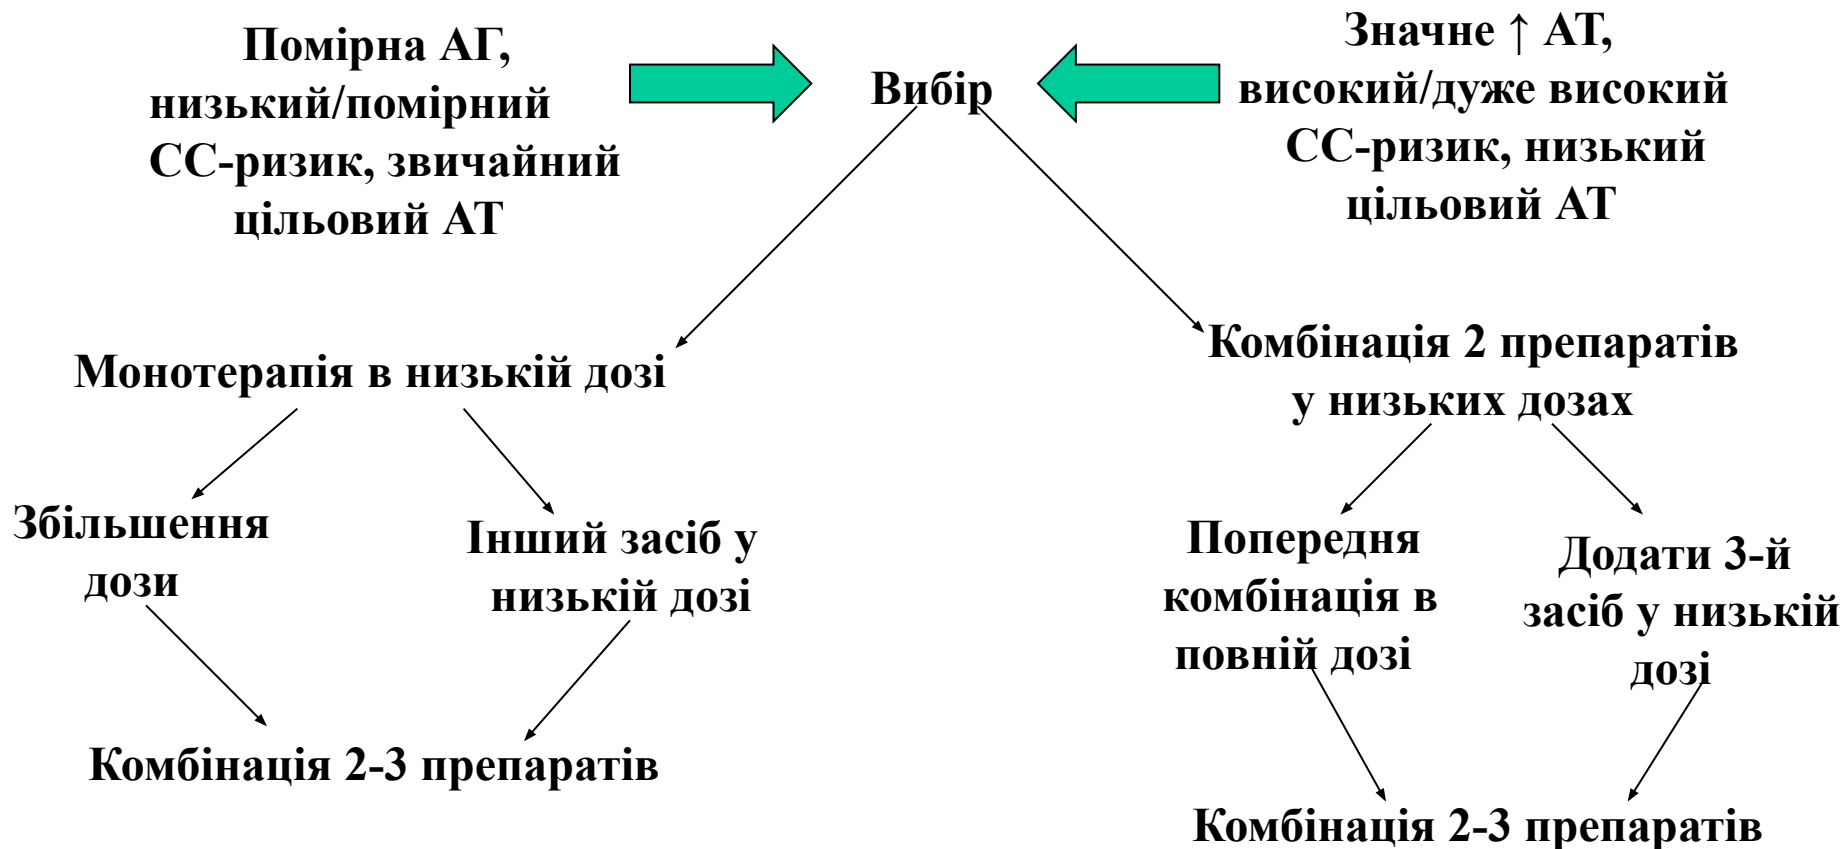 Помірна АГ,
низький/помірний
СС-ризик, звичайний
цільовий АТ
Вибір
Значне ↑ АТ,
високий/дуже високий
СС-ризик, низький
цільовий АТ
Монотерапія в низькій дозі
Комбінація 2 препаратів
у низьких дозах
Збільшення
дози
Інший засіб у
низькій дозі
Попередня
комбінація в
повній дозі
Додати 3-й
засіб у низькій
дозі
Комбінація 2-3 препаратів
Комбінація 2-3 препаратів